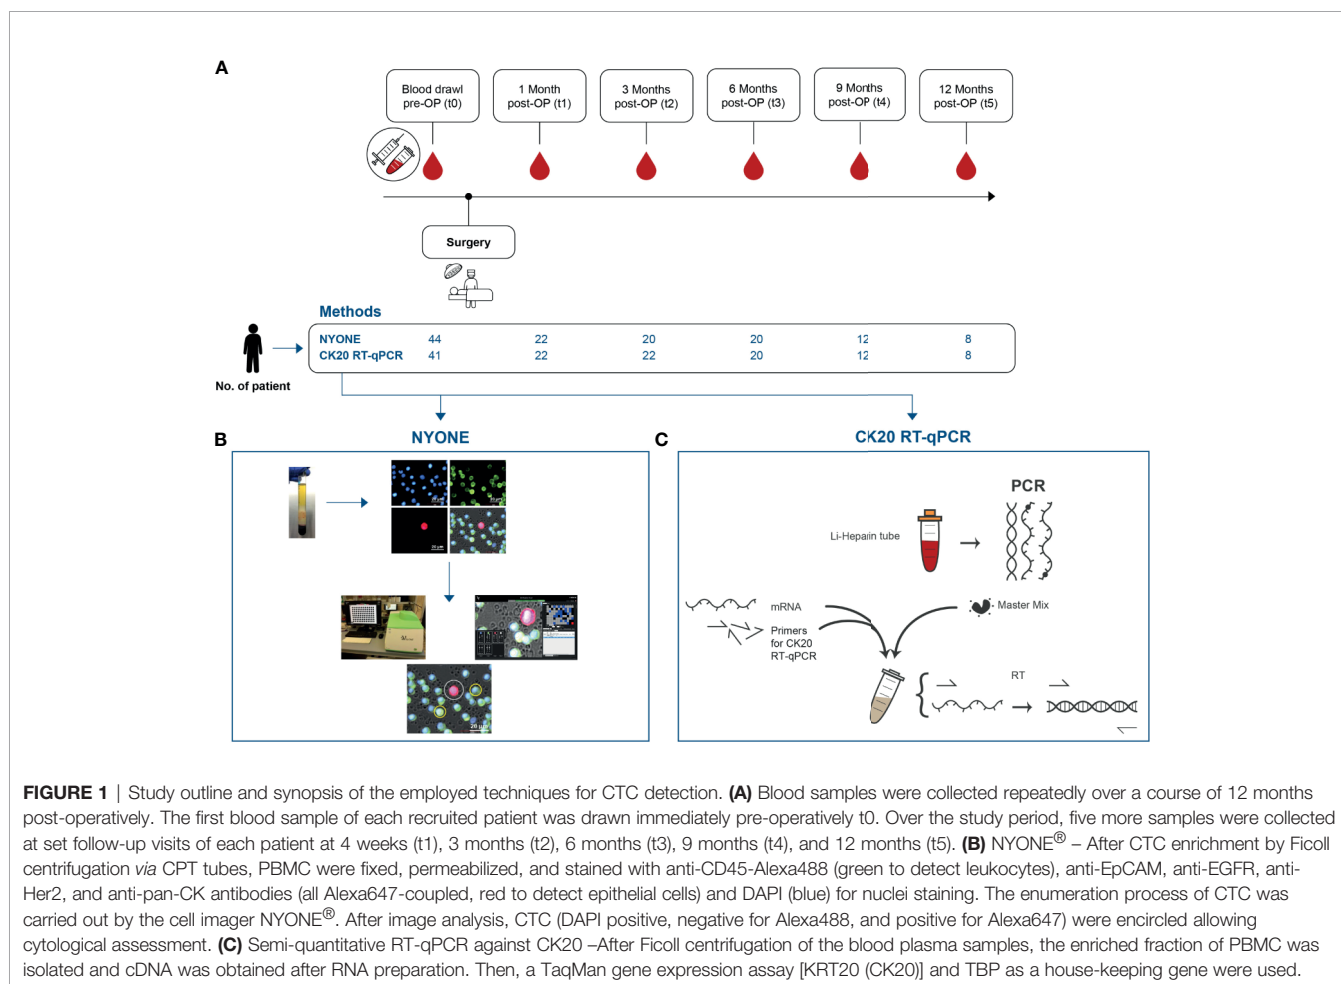 A
Blood drawl
pre-OP (t0)
1 Month
post-OP (t1)
3 Months
post-OP (t2)
6 Months
post-OP (t3)
9 Months
post-OP (t4)
12 Months
post-OP (t5)
Surgery
Methods
NYONE 44 22 20 20 12 8
CK20 RT-qPCR 41 22 22 20 12 8
No. of patient
B
NYONE
20 µm
C
CK20 RT-qPCR
PCR
Li-Hepain tube
mRNA
Primers
for CK20
RT-qPCR
Master Mix
RT
FIGURE 1 | Study outline and synopsis of the employed techniques for CTC detection. (A) Blood samples were collected repeatedly over a course of 12 months
post-operatively. The first blood sample of each recruited patient was drawn immediately pre-operatively t0. Over the study period, five more samples were collected
at set follow-up visits of each patient at 4 weeks (t1), 3 months (t2), 6 months (t3), 9 months (t4), and 12 months (t5). (B) NYONE® – After CTC enrichment by Ficoll
centrifugation via CPT tubes, PBMC were fixed, permeabilized, and stained with anti-CD45-Alexa488 (green to detect leukocytes), anti-EpCAM, anti-EGFR, anti-
Her2, and anti-pan-CK antibodies (all Alexa647-coupled, red to detect epithelial cells) and DAPI (blue) for nuclei staining. The enumeration process of CTC was
carried out by the cell imager NYONE®. After image analysis, CTC (DAPI positive, negative for Alexa488, and positive for Alexa647) were encircled allowing
cytological assessment. (C) Semi-quantitative RT-qPCR against CK20 –After Ficoll centrifugation of the blood plasma samples, the enriched fraction of PBMC was
isolated and cDNA was obtained after RNA preparation. Then, a TaqMan gene expression assay [KRT20 (CK20)] and TBP as a house-keeping gene were used.